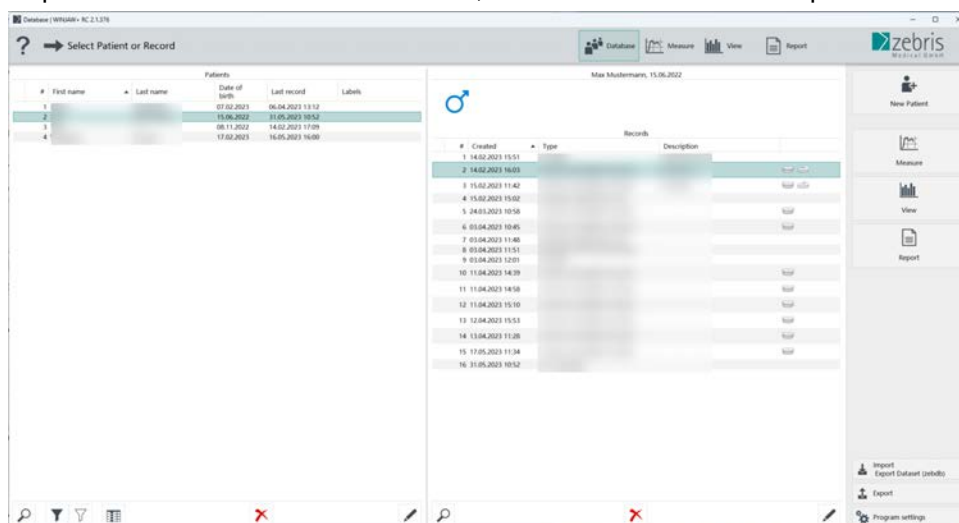 Database | WINJAW+ RC 2.1.376
? Select Patient or Record
Database Measure View Report
zebris
Medical GmbH
Patients
# First name Last name Date of birth Last record Labels
1 07.02.2023 06.04.2023 13:12
2 15.06.2022 31.05.2023 10:52
3 08.11.2022 14.02.2023 17:09
4 17.02.2023 16.05.2023 16:00
Max Mustermann, 15.06.2022
Records
# Created Type Description
1 14.02.2023 15:51
2 14.02.2023 16:03
3 15.02.2023 11:42
4 15.02.2023 15:02
5 24.03.2023 10:58
6 03.04.2023 10:45
7 03.04.2023 11:48
8 03.04.2023 11:51
9 03.04.2023 12:01
10 11.04.2023 14:39
11 11.04.2023 14:58
12 11.04.2023 15:10
13 12.04.2023 15:53
14 13.04.2023 11:28
15 17.05.2023 11:34
16 31.05.2023 10:52
New Patient
Measure
View
Report
Import
Export Dataset (zebdb)
Export
Program settings